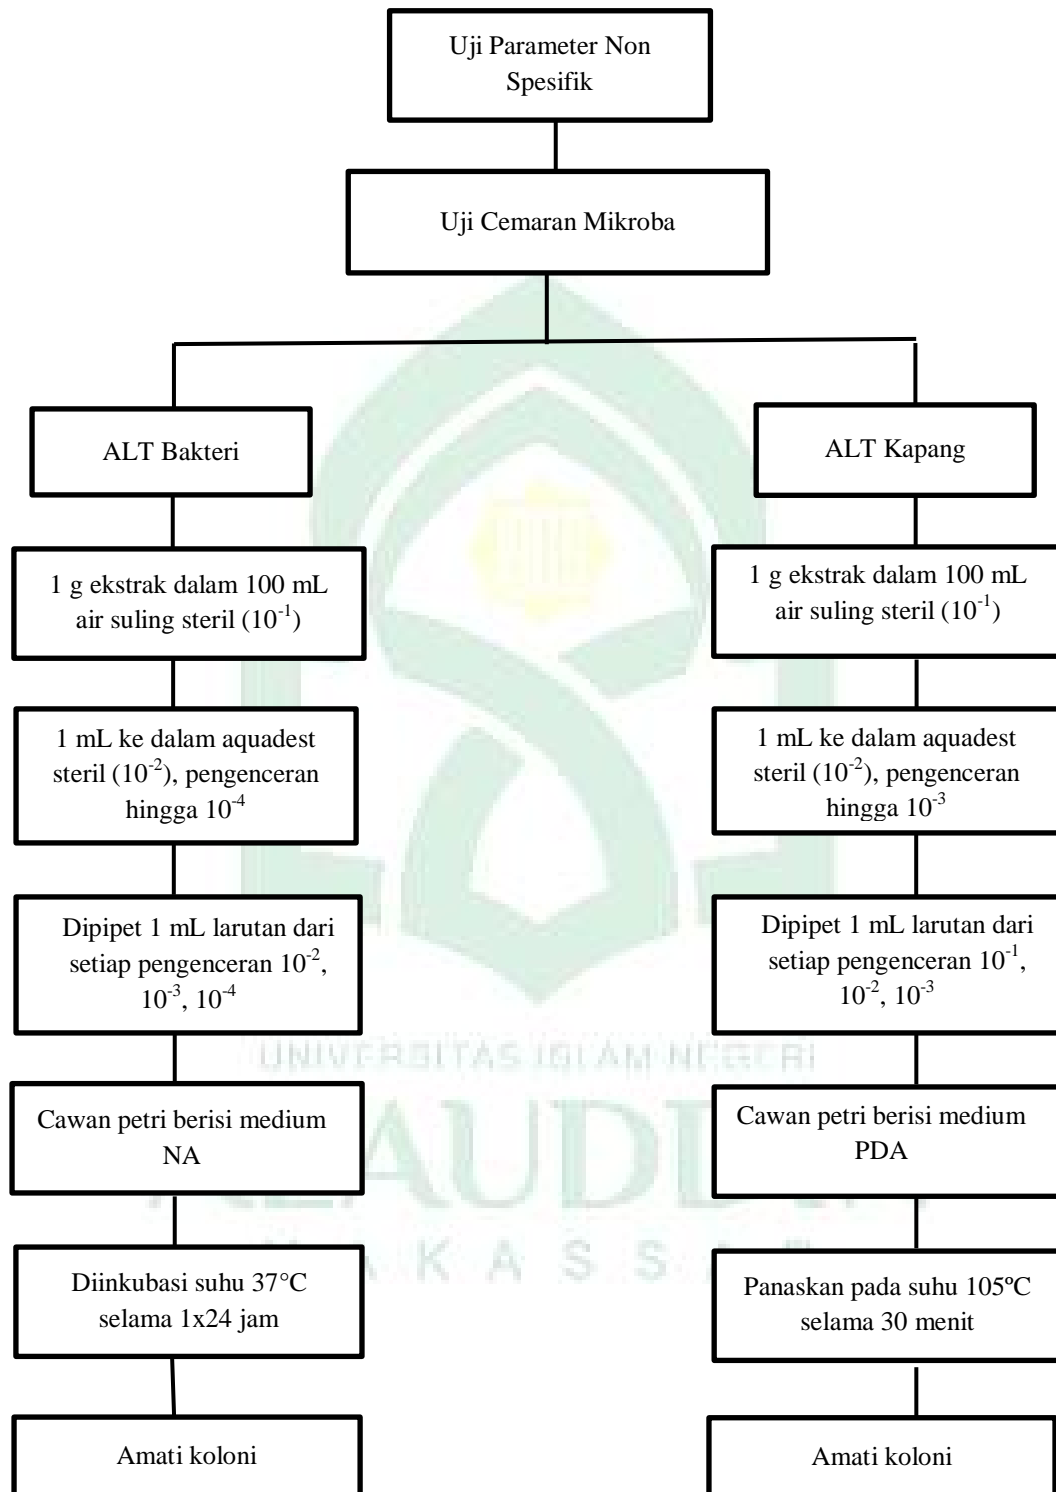 Uji Parameter Non
Spesifik
Uji Cemaran Mikroba
ALT Bakteri
ALT Kapang
1 g ekstrak dalam 100 mL
air suling steril (10⁻¹)
1 g ekstrak dalam 100 mL
air suling steril (10⁻¹)
1 mL ke dalam aquadest
steril (10⁻²), pengenceran
hingga 10⁻⁴
1 mL ke dalam aquadest
steril (10⁻²), pengenceran
hingga 10⁻³
Dipipet 1 mL larutan dari
setiap pengenceran 10⁻²,
10⁻³, 10⁻⁴
Dipipet 1 mL larutan dari
setiap pengenceran 10⁻¹,
10⁻², 10⁻³
UNIVERSITAS ISLAM NEGERI
Cawan petri berisi medium
NA
Cawan petri berisi medium
PDA
Diinkubasi suhu 37°C
selama 1x24 jam
Panaskan pada suhu 105ºC
selama 30 menit
Amati koloni
Amati koloni